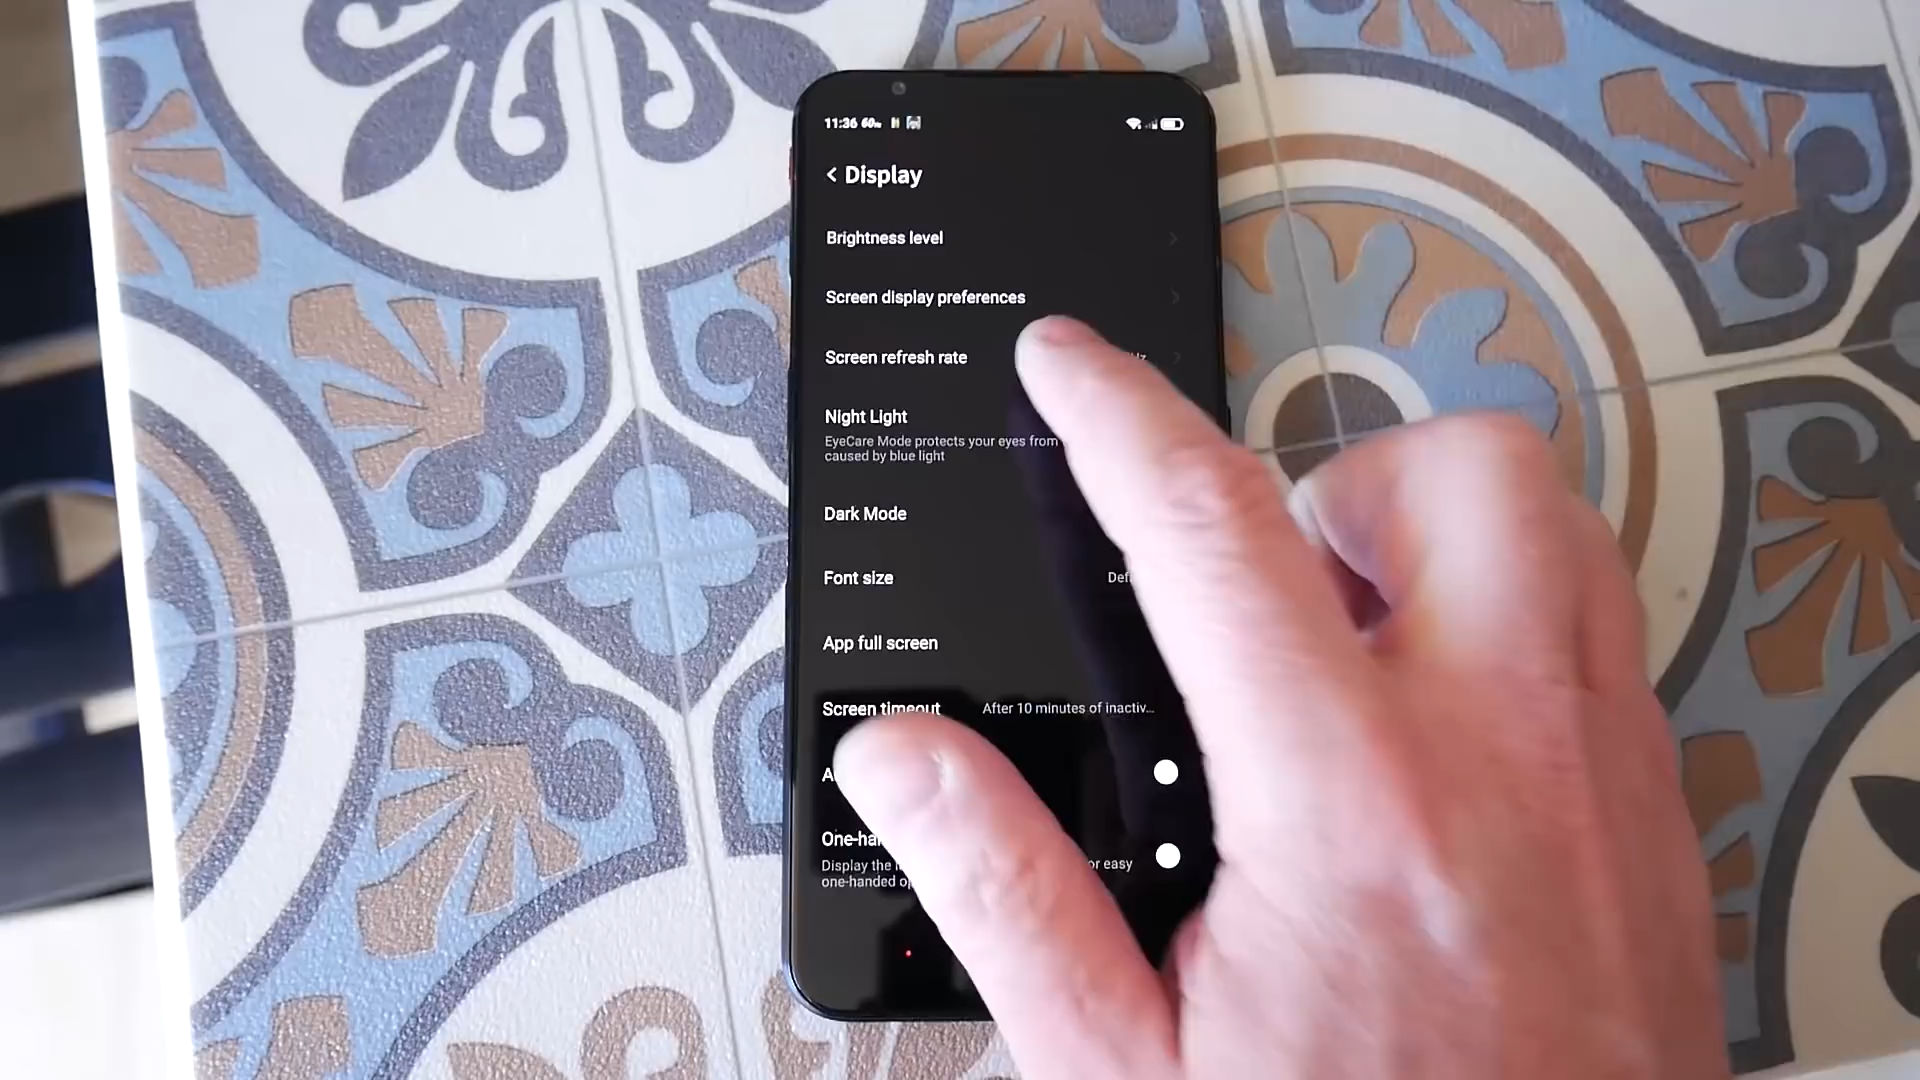 11:36 60
< Display
Brightness level
Screen display preferences
Screen refresh rate Hz
Night Light
EyeCare Mode protects your eyes from
caused by blue light
Dark Mode
Font size
App full screen
Screen timeout After 10 minutes of inactiv...
Display the or easy
one-handed